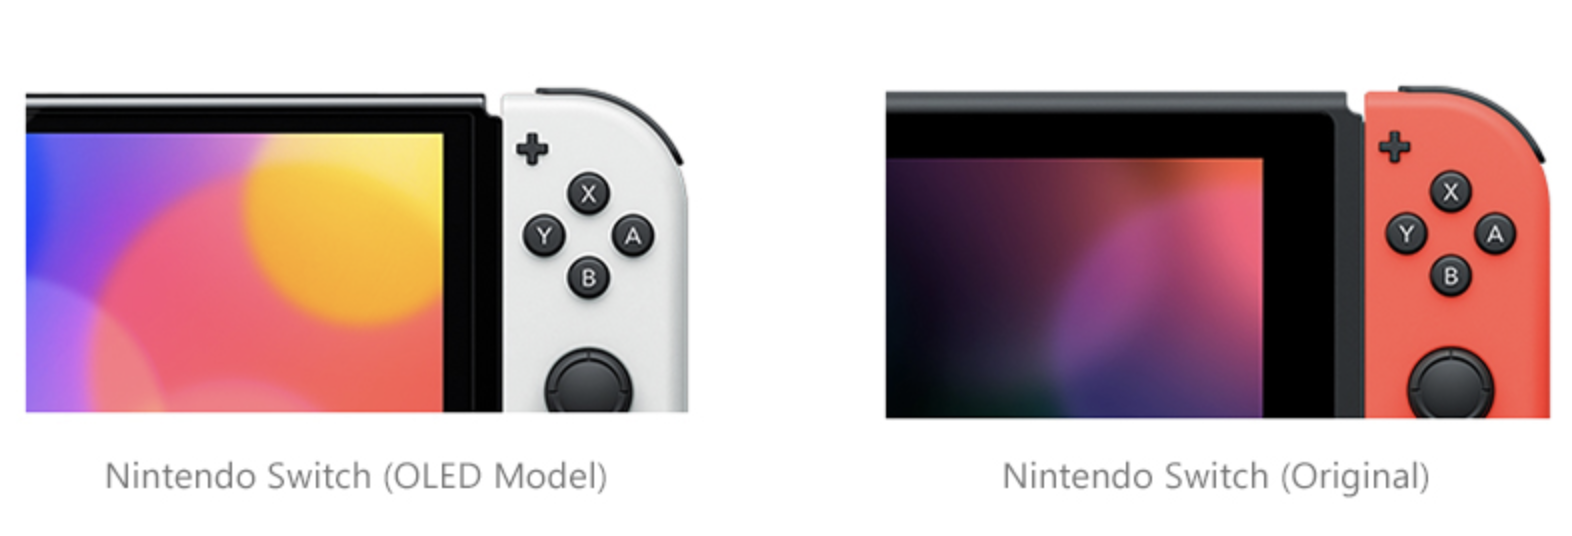 X
Y A
B
Nintendo Switch (OLED Model)
X
Y A
B
Nintendo Switch (Original)